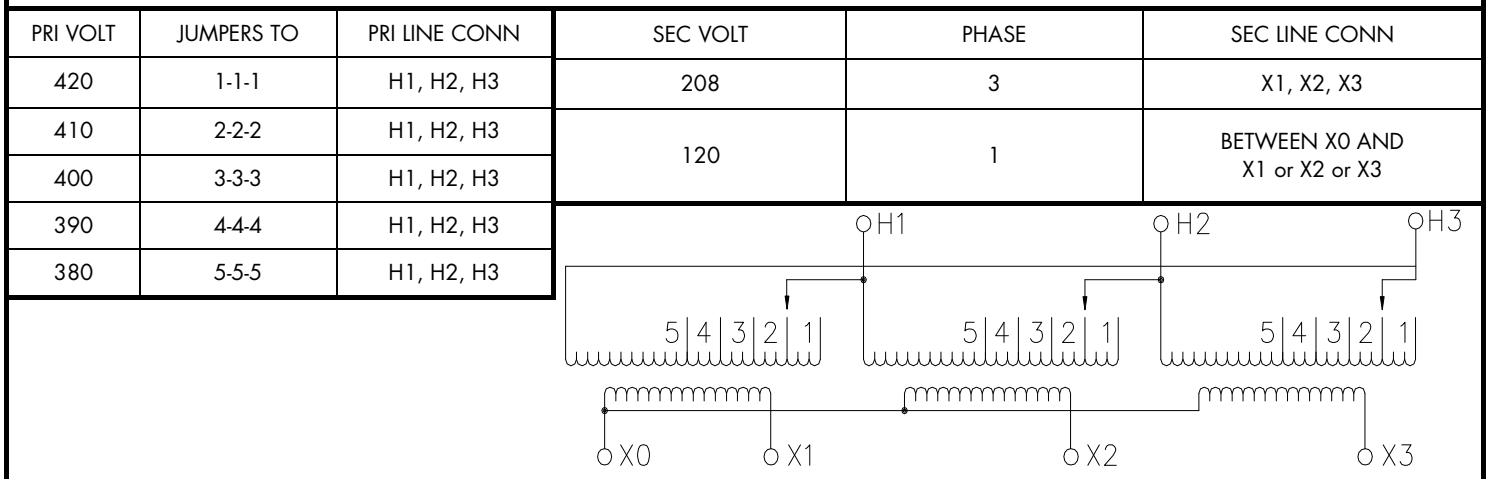 PRI VOLT JUMPERS TO PRI LINE CONN SEC VOLT PHASE SEC LINE CONN
420 1-1-1 H1, H2, H3 208 3 X1, X2, X3
410 2-2-2 H1, H2, H3
120 1 BETWEEN X0 AND
X1 or X2 or X3
400 3-3-3 H1, H2, H3
390 4-4-4 H1, H2, H3
380 5-5-5 H1, H2, H3
H1 H2 H3
5 4 3 2 1 5 4 3 2 1 5 4 3 2 1
X0 X1 X2 X3